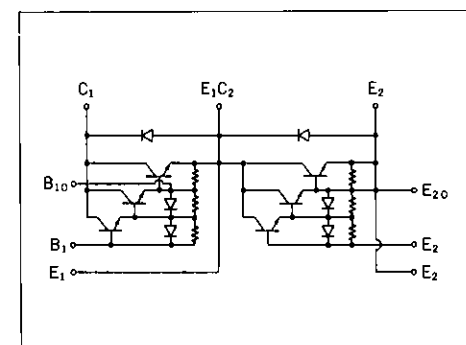 C₁ E₁C₂ E₂
B₁₀ E₂₀
B₁ E₂
E₁ E₂